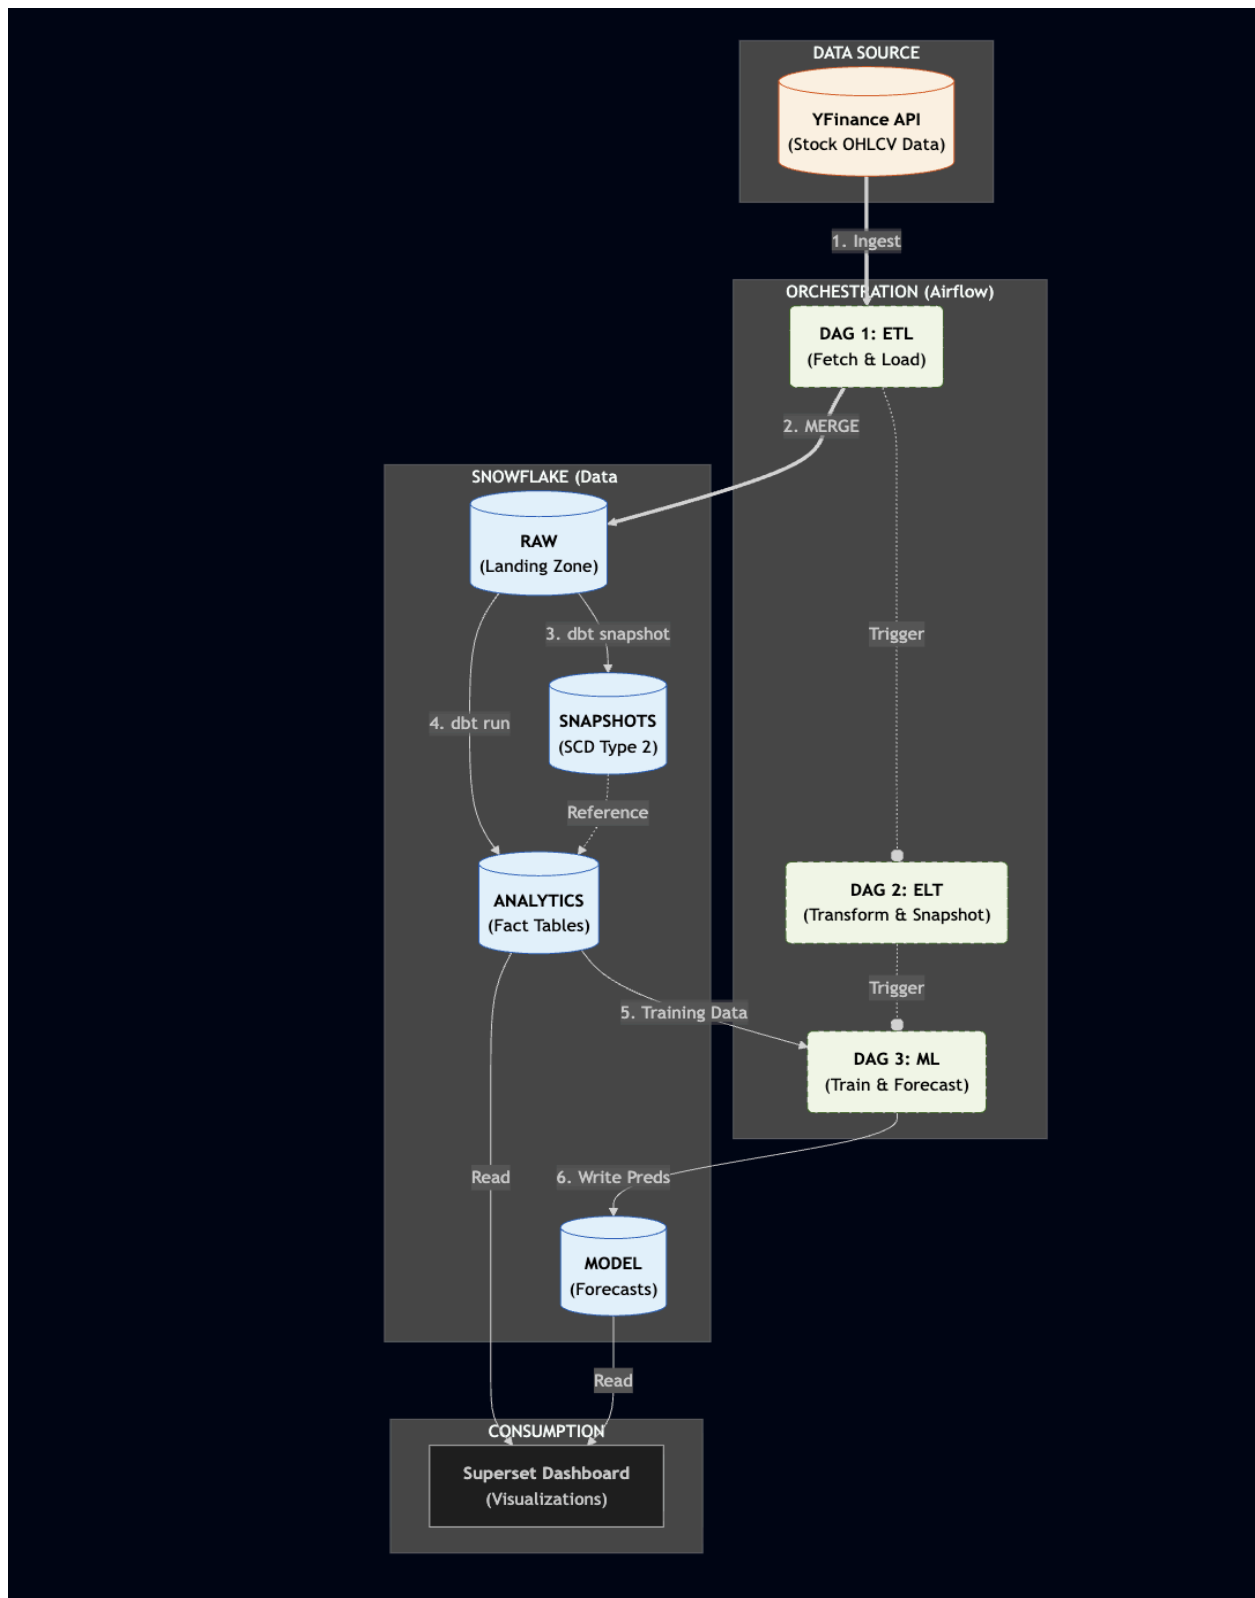 DATA SOURCE
YFinance API
(Stock OHLCV Data)
1. Ingest
ORCHESTRATION (Airflow)
DAG 1: ETL
(Fetch & Load)
2. MERGE
SNOWFLAKE (Data
RAW
(Landing Zone)
3. dbt snapshot
Trigger
SNAPSHOTS
(SCD Type 2)
4. dbt run
Reference
ANALYTICS
(Fact Tables)
DAG 2: ELT
(Transform & Snapshot)
Trigger
5. Training Data
DAG 3: ML
(Train & Forecast)
Read
6. Write Preds
MODEL
(Forecasts)
Read
CONSUMPTION
Superset Dashboard
(Visualizations)